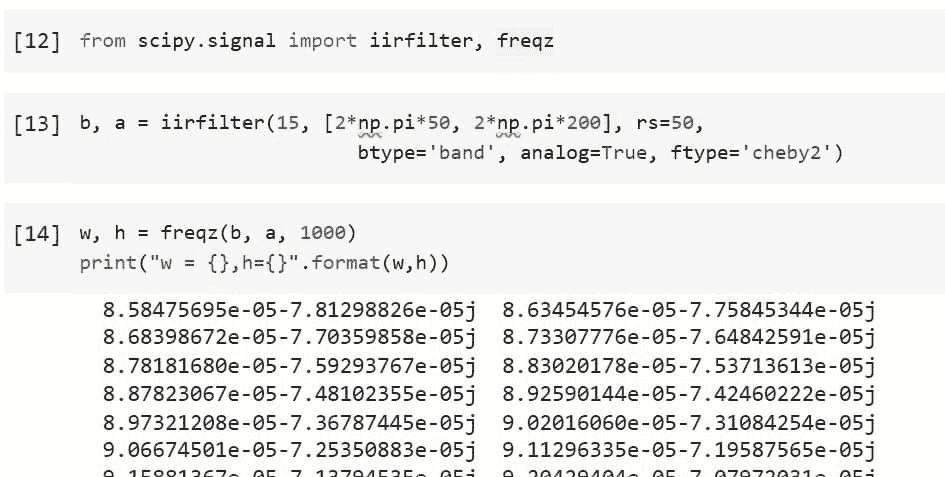 [12] from scipy.signal import iirfilter, freqz
[13] b, a = iirfilter(15, [2*np.pi*50, 2*np.pi*200], rs=50,
btype='band', analog=True, ftype='cheby2')
[14] w, h = freqz(b, a, 1000)
print("w = {},h={}".format(w,h))
8.58475695e-05-7.81298826e-05j 8.63454576e-05-7.75845344e-05j
8.68398672e-05-7.70359858e-05j 8.73307776e-05-7.64842591e-05j
8.78181680e-05-7.59293767e-05j 8.83020178e-05-7.53713613e-05j
8.87823067e-05-7.48102355e-05j 8.92590144e-05-7.42460222e-05j
8.97321208e-05-7.36787445e-05j 9.02016060e-05-7.31084254e-05j
9.06674501e-05-7.25350883e-05j 9.11296335e-05-7.19587565e-05j